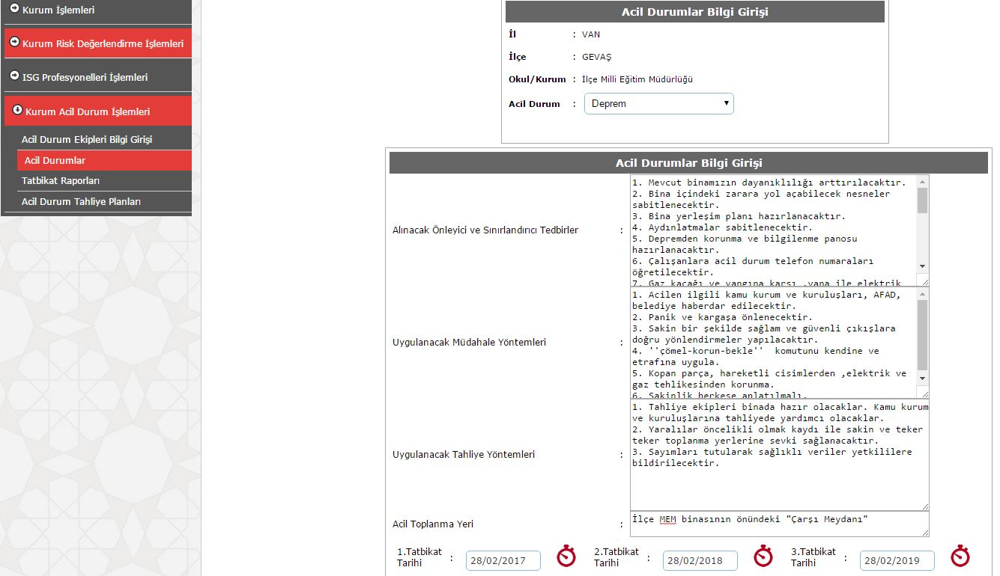 Kurum İşlemleri
Kurum Risk Değerlendirme İşlemleri
ISG Profesyonelleri İşlemleri
Kurum Acil Durum İşlemleri
Acil Durum Ekipleri Bilgi Girişi
Acil Durumlar
Tatbikat Raporları
Acil Durum Tahliye Planları
Acil Durumlar Bilgi Girişi
İl : VAN
İlçe : GEVAŞ
Okul/Kurum : İlçe Milli Eğitim Müdürlüğü
Acil Durum : Deprem
Acil Durumlar Bilgi Girişi
Alınacak Önleyici ve Sınırlandırıcı Tedbirler :
1. Mevcut binamızın dayanıklılığı arttırılacaktır.
2. Bina içindeki zarara yol açabilecek nesneler
sabitlenecektir.
3. Bina yerleşim planı hazırlanacaktır.
4. Aydınlatmalar sabitlenecektir.
5. Depremden korunma ve bilgilenme panosu
hazırlanacaktır.
6. Çalışanlara acil durum telefon numaraları
öğretilecektir.
7. Gaz kaçağı ve yangına karşı ,vana ile elektrik
Uygulanacak Müdahale Yöntemleri :
1. Acilen ilgili kamu kurum ve kuruluşları, AFAD,
belediye haberdar edilecektir.
2. Panik ve kargaşa önlenecektir.
3. Sakin bir şekilde sağlam ve güvenli çıkışlara
doğru yönlendirmeler yapılacaktır.
4. ''çömel-korun-bekle''  komutunu kendine ve
etrafına uygula.
5. Kopan parça, hareketli cisimlerden ,elektrik ve
gaz tehlikesinden korunma.
6. Sakinlik herkese anlatılmalı.
Uygulanacak Tahliye Yöntemleri :
1. Tahliye ekipleri binada hazır olacaklar. Kamu kurum
ve kuruluşlarına tahliyede yardımcı olacaklar.
2. Yaralılar öncelikli olmak kaydı ile sakin ve teker
teker toplanma yerlerine sevki sağlanacaktır.
3. Sayımları tutularak sağlıklı veriler yetkililere
bildirilecektir.
Acil Toplanma Yeri :
İlçe MEM binasının önündeki "Çarşı Meydanı"
1.Tatbikat
Tarihi : 28/02/2017
2.Tatbikat
Tarihi : 28/02/2018
3.Tatbikat
Tarihi : 28/02/2019